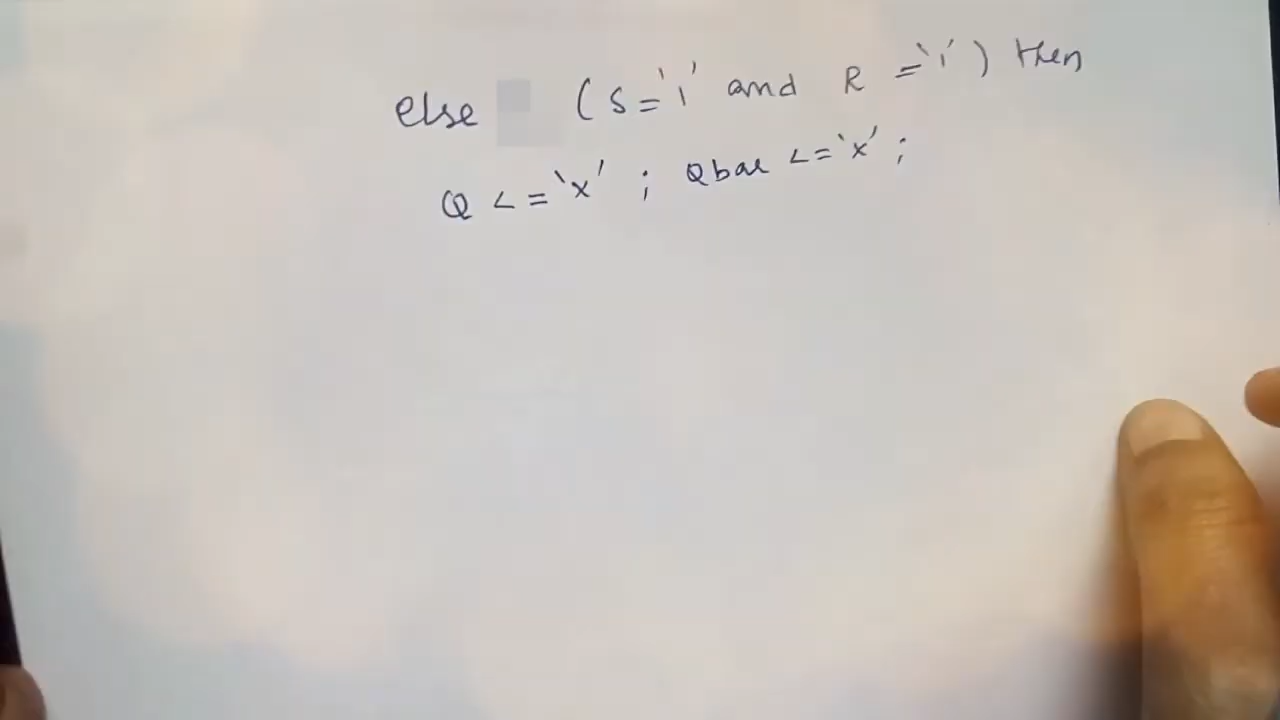 else (S='1' and R ='1') then
Q <='x' ; Qbar <='x' ;